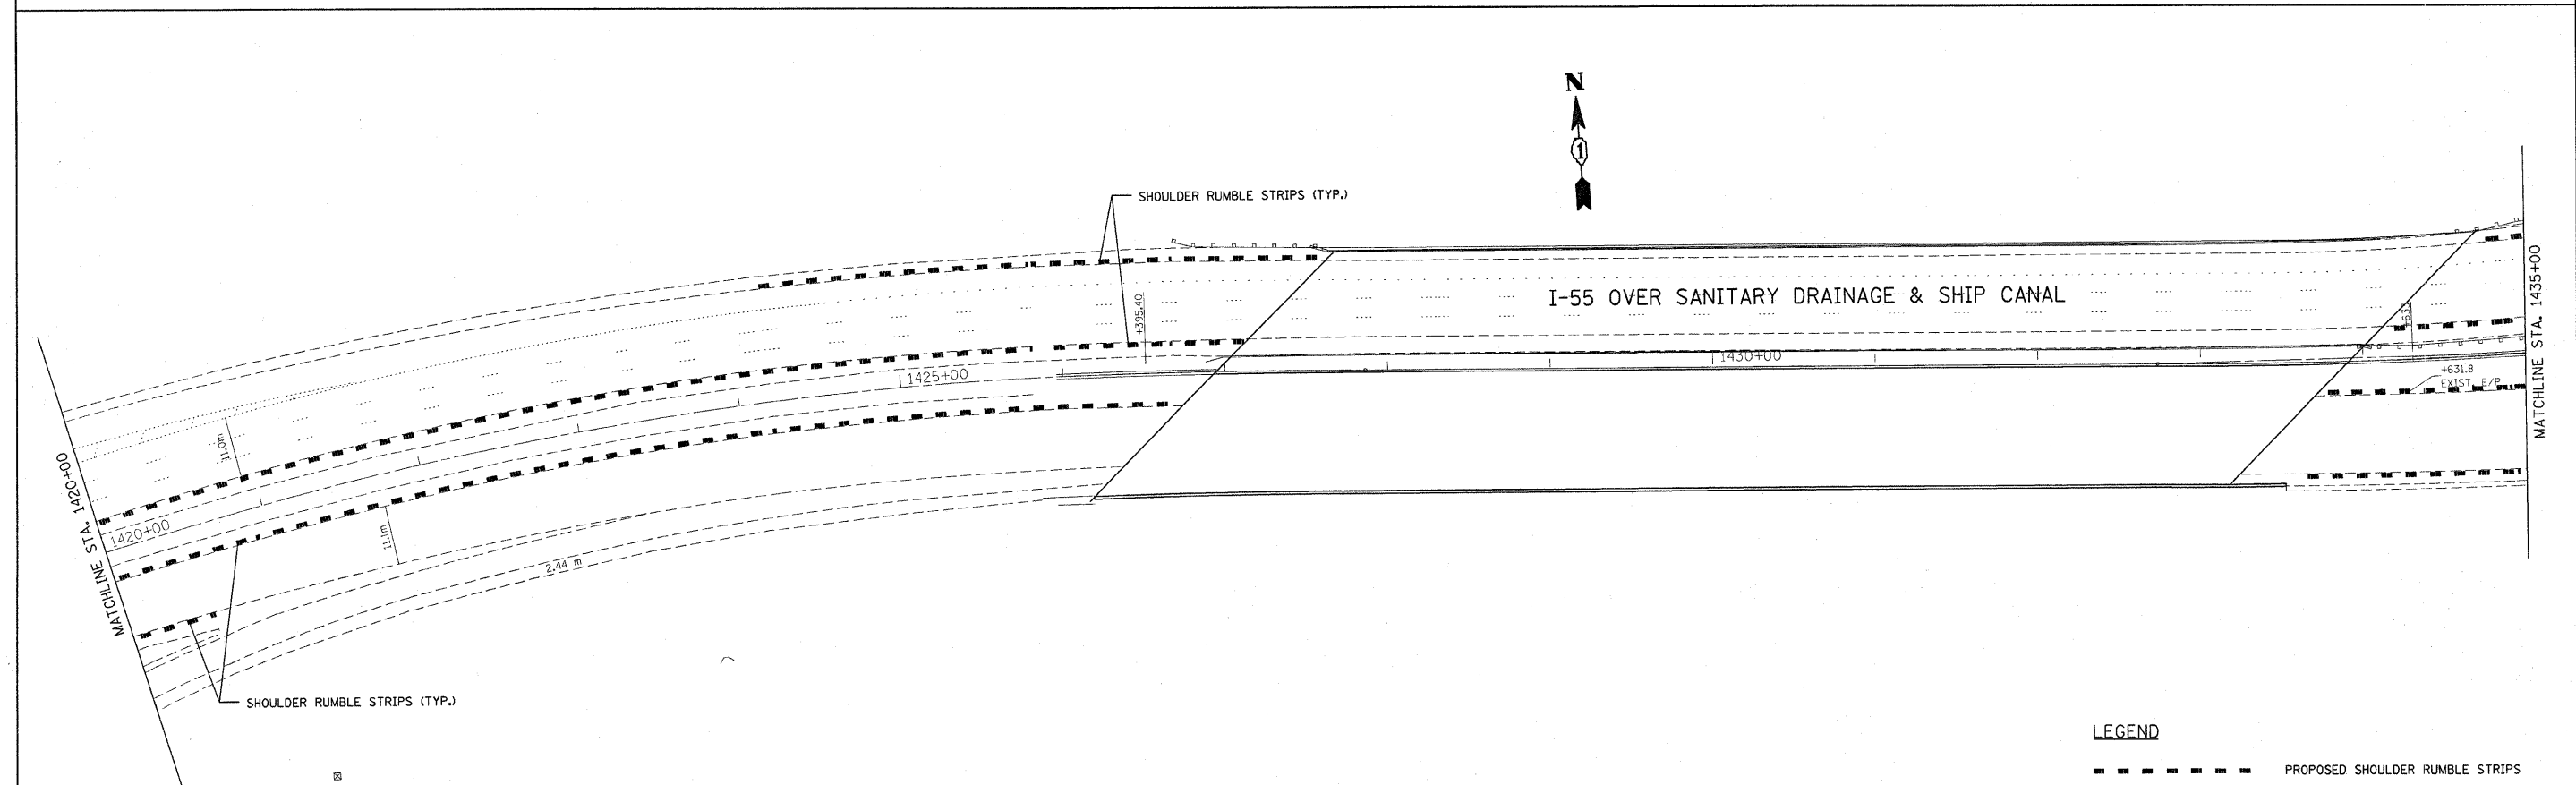 N
1
SHOULDER RUMBLE STRIPS (TYP.)
I-55 OVER SANITARY DRAINAGE & SHIP CANAL
+395.40
1430+00
1425+00
+631.8
EXIST. E/P
MATCHLINE STA. 1435+00
11.0m
MATCHLINE STA. 1420+00
1420+00
11.1m
2.44 m
SHOULDER RUMBLE STRIPS (TYP.)
LEGEND
PROPOSED SHOULDER RUMBLE STRIPS